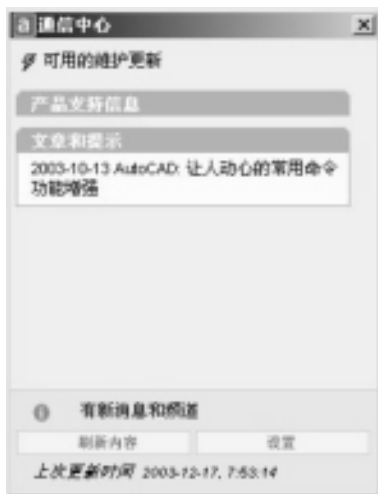 a 通信中心
可用的维护更新
产品支持信息
文章和提示
2003-10-13 AutoCAD: 让人动心的常用命令
功能增强
有新消息和频道
刷新内容 设置
上次更新时间 2003-12-17, 7:53:14